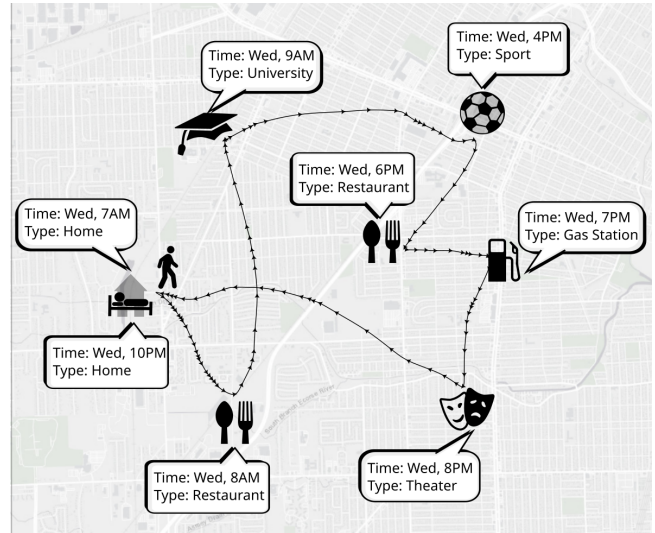 Time: Wed, 9AM
Type: University
Time: Wed, 4PM
Type: Sport
Time: Wed, 6PM
Type: Restaurant
Time: Wed, 7AM
Type: Home
Time: Wed, 7PM
Type: Gas Station
Time: Wed, 10PM
Type: Home
Time: Wed, 8AM
Type: Restaurant
Time: Wed, 8PM
Type: Theater